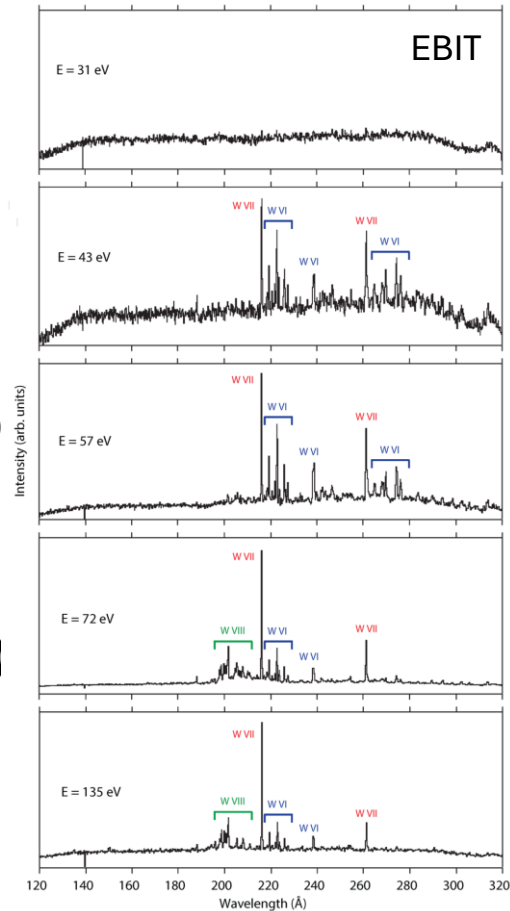 EBIT
E = 31 eV
W VII
W VI
W VII
W VI
W VI
E = 43 eV
W VII
W VI
W VII
W VI
W VI
E = 57 eV
Intensity (arb. units)
W VII
E = 72 eV
W VIII
W VI
W VII
W VI
W VII
E = 135 eV
W VIII
W VI
W VI
W VII
120 140 160 180 200 220 240 260 280 300 320
Wavelength (Å)